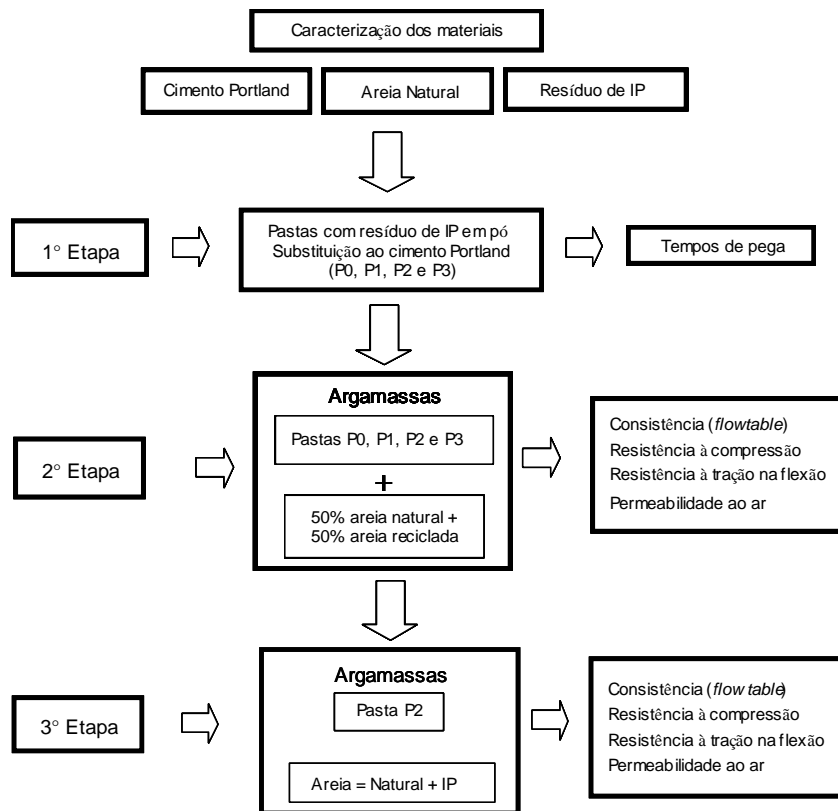 Caracterização dos materiais
Cimento Portland
Areia Natural
Resíduo de IP
1° Etapa
Pastas com resíduo de IP em pó
Substituição ao cimento Portland
(P0, P1, P2 e P3)
Tempos de pega
2° Etapa
Argamassas
Pastas P0, P1, P2 e P3
+
50% areia natural +
50% areia reciclada
Consistência (flowtable)
Resistência à compressão
Resistência à tração na flexão
Permeabilidade ao ar
3° Etapa
Argamassas
Pasta P2
Areia = Natural + IP
Consistência (flow table)
Resistência à compressão
Resistência à tração na flexão
Permeabilidade ao ar